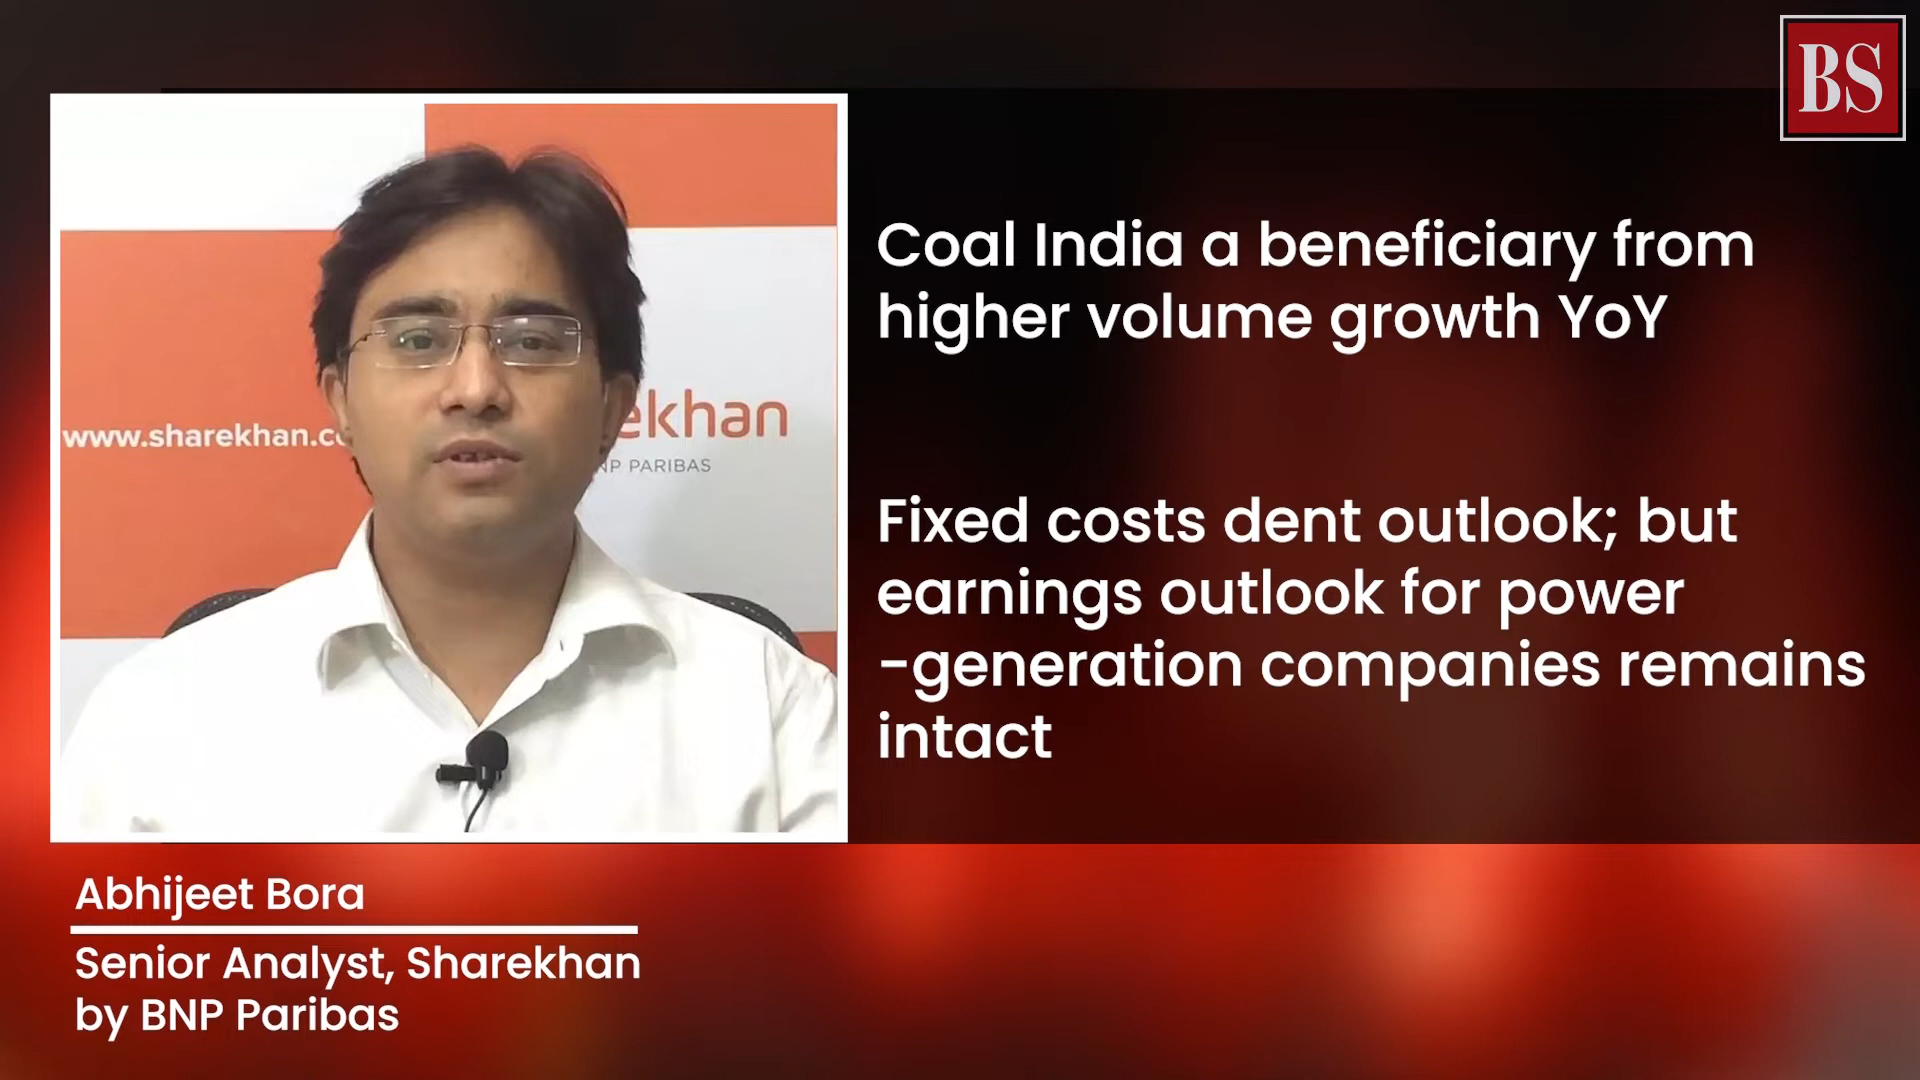 BS
Coal India a beneficiary from
higher volume growth YoY
Fixed costs dent outlook; but
earnings outlook for power
-generation companies remains
intact
www.sharekhan.c
ekhan
NP PARIBAS
Abhijeet Bora
Senior Analyst, Sharekhan
by BNP Paribas